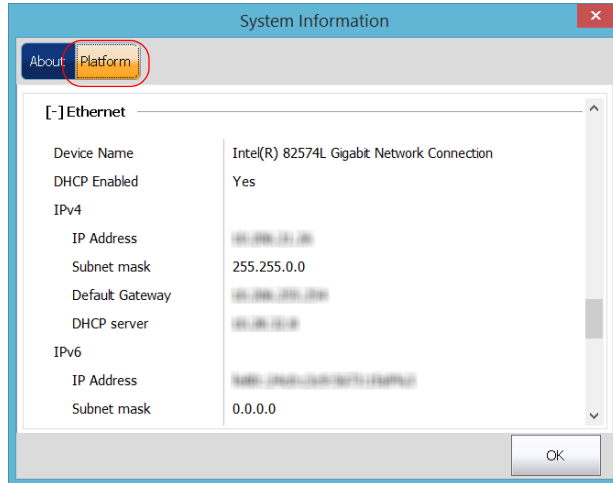 System Information
About Platform
[-] Ethernet
Device Name Intel(R) 82574L Gigabit Network Connection
DHCP Enabled Yes
IPv4
IP Address
Subnet mask 255.255.0.0
Default Gateway
DHCP server
IPv6
IP Address
Subnet mask 0.0.0.0
OK